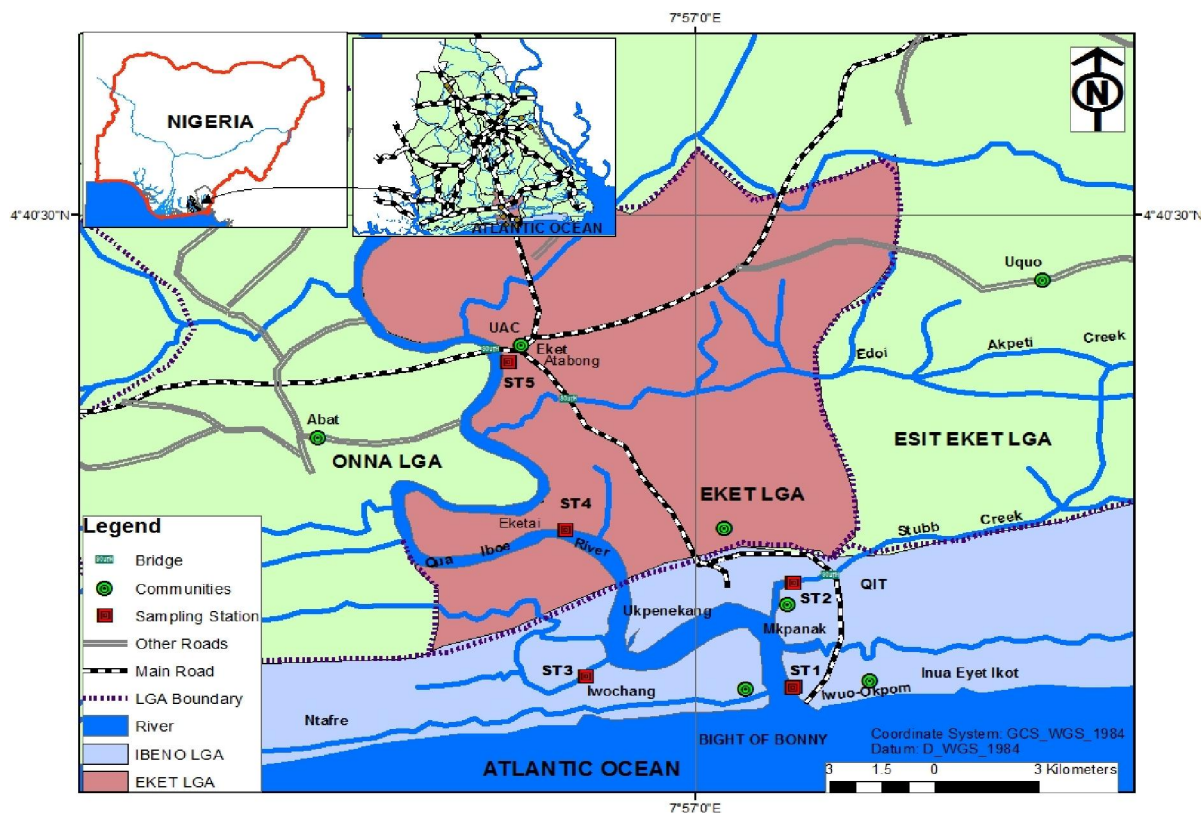 7°57'0"E
NIGERIA
ATLANTIC OCEAN
N
4°40'30"N
4°40'30"N
Uquo
UAC
Eket
Atabong
ST5
Edoi
Akpeti
Creek
Abat
ONNA LGA
ESIT EKET LGA
EKET LGA
ST4
Eketai
Qua Iboe River
Stubb Creek
QIT
ST2
Ukpenekang
Mkpanak
ST3
Iwochang
ST1
Iwuo-Okpom
Inua Eyet Ikot
Ntafre
BIGHT OF BONNY
ATLANTIC OCEAN
Coordinate System: GCS_WGS_1984
Datum: D_WGS_1984
3 1.5 0 3 Kilometers
Legend
Bridge
Communities
Sampling Station
Other Roads
Main Road
LGA Boundary
River
IBENO LGA
EKET LGA
7°57'0"E